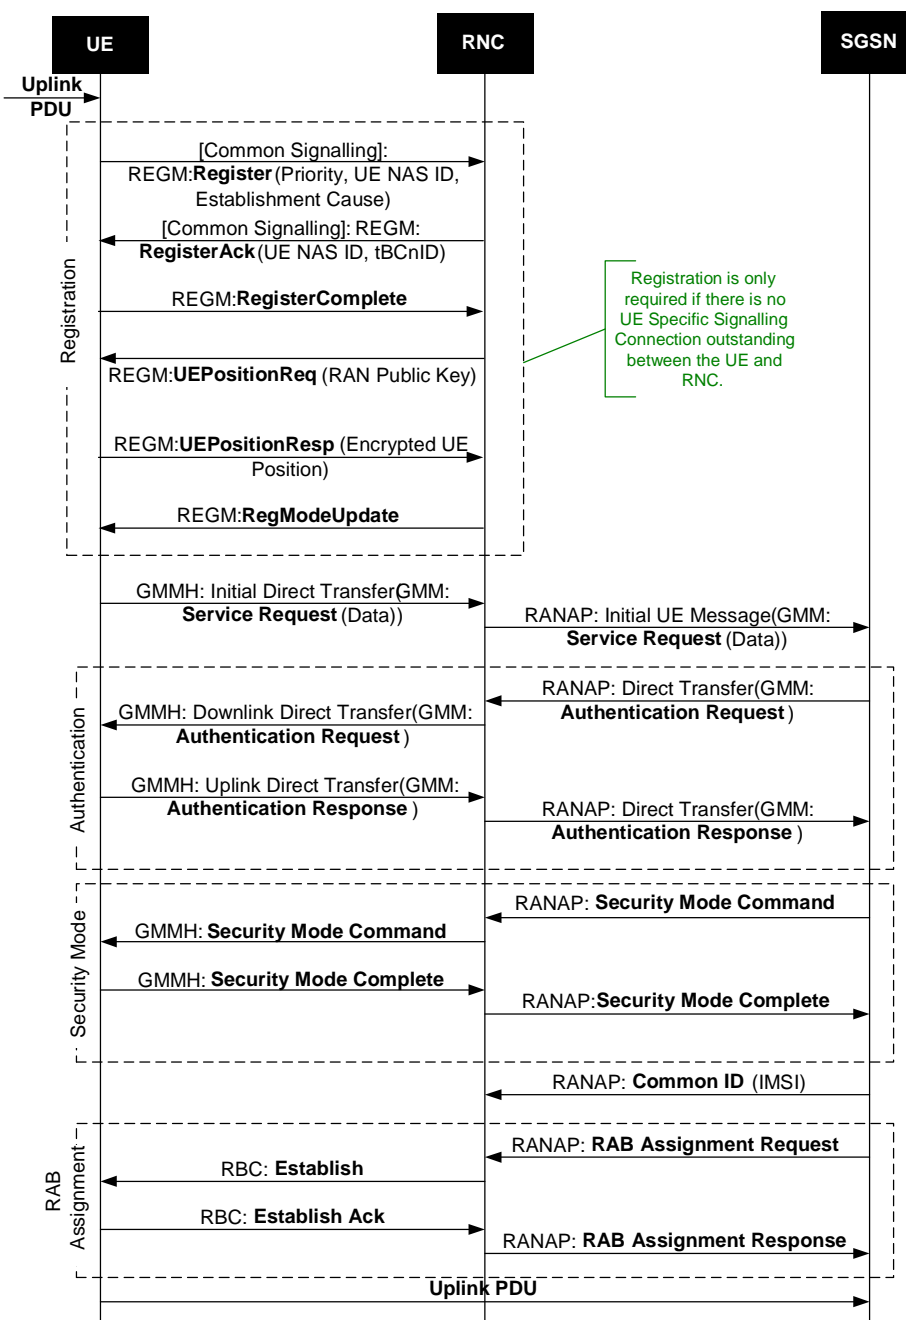 UE
RNC
SGSN
Uplink
PDU
[Common Signalling]:
REGM:Register (Priority, UE NAS ID,
Establishment Cause)
[Common Signalling]: REGM:
RegisterAck (UE NAS ID, tBCnID)
REGM:RegisterComplete
REGM:UEPositionReq (RAN Public Key)
REGM:UEPositionResp (Encrypted UE
Position)
REGM:RegModeUpdate
Registration
Registration is only
required if there is no
UE Specific Signalling
Connection outstanding
between the UE and
RNC.
GMMH: Initial Direct Transfer(GMM:
Service Request (Data))
RANAP: Initial UE Message(GMM:
Service Request (Data))
Authentication
RANAP: Direct Transfer(GMM:
Authentication Request )
GMMH: Downlink Direct Transfer(GMM:
Authentication Request )
GMMH: Uplink Direct Transfer(GMM:
Authentication Response )
RANAP: Direct Transfer(GMM:
Authentication Response )
Security Mode
RANAP: Security Mode Command
GMMH: Security Mode Command
GMMH: Security Mode Complete
RANAP:Security Mode Complete
RANAP: Common ID (IMSI)
RAB
Assignment
RANAP: RAB Assignment Request
RBC: Establish
RBC: Establish Ack
RANAP: RAB Assignment Response
Uplink PDU